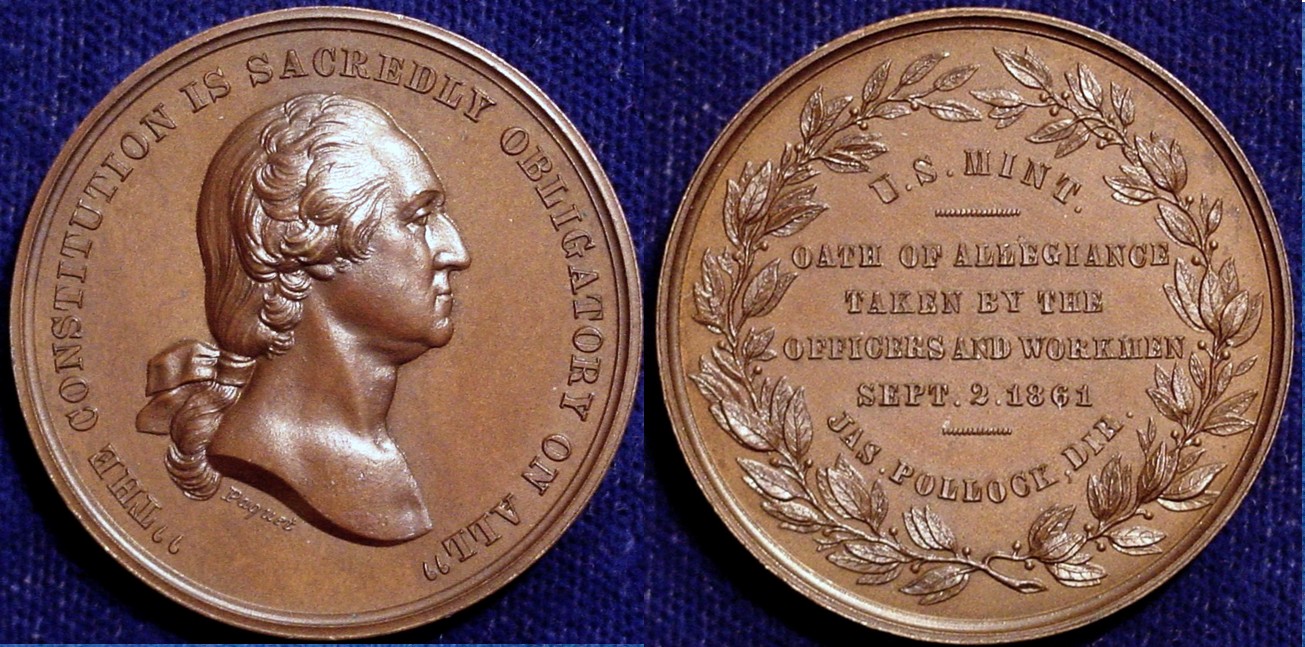 "THE CONSTITUTION IS SACREDLY OBLIGATORY ON ALL"
Paquet
U.S. MINT.
OATH OF ALLEGIANCE
TAKEN BY THE
OFFICERS AND WORKMEN
SEPT. 2. 1861
JAS. POLLOCK, DIR.